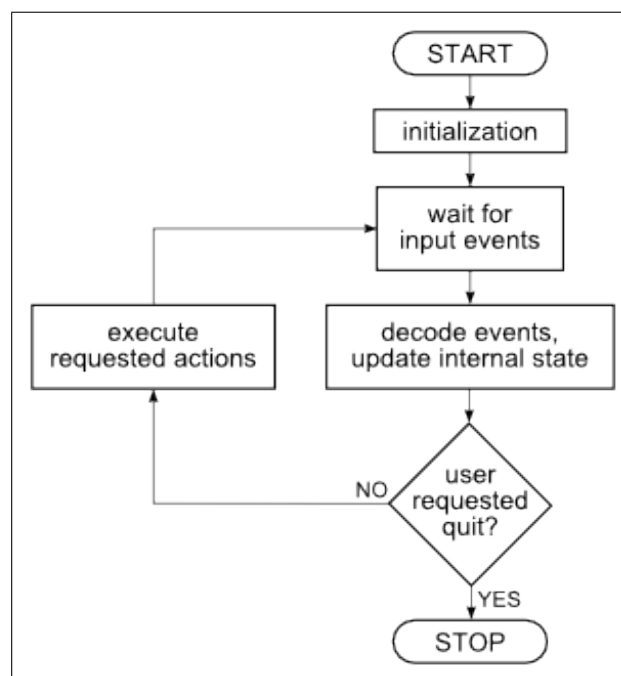 START
initialization
wait for
input events
execute
requested actions
decode events,
update internal state
user
requested
quit?
NO
YES
STOP